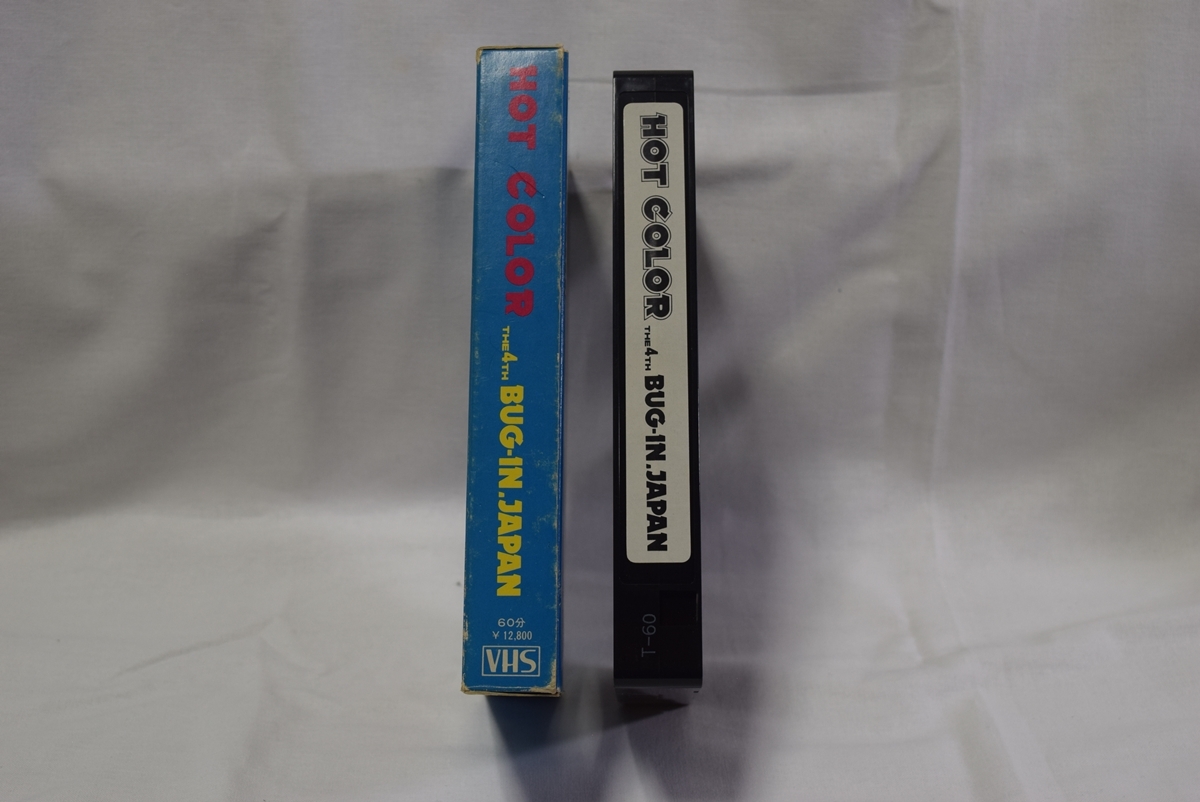 HOT COLOR
THE 4TH BUG-IN.JAPAN
60分
¥12,800
VHS
HOT COLOR
THE 4TH BUG-IN.JAPAN
T-60